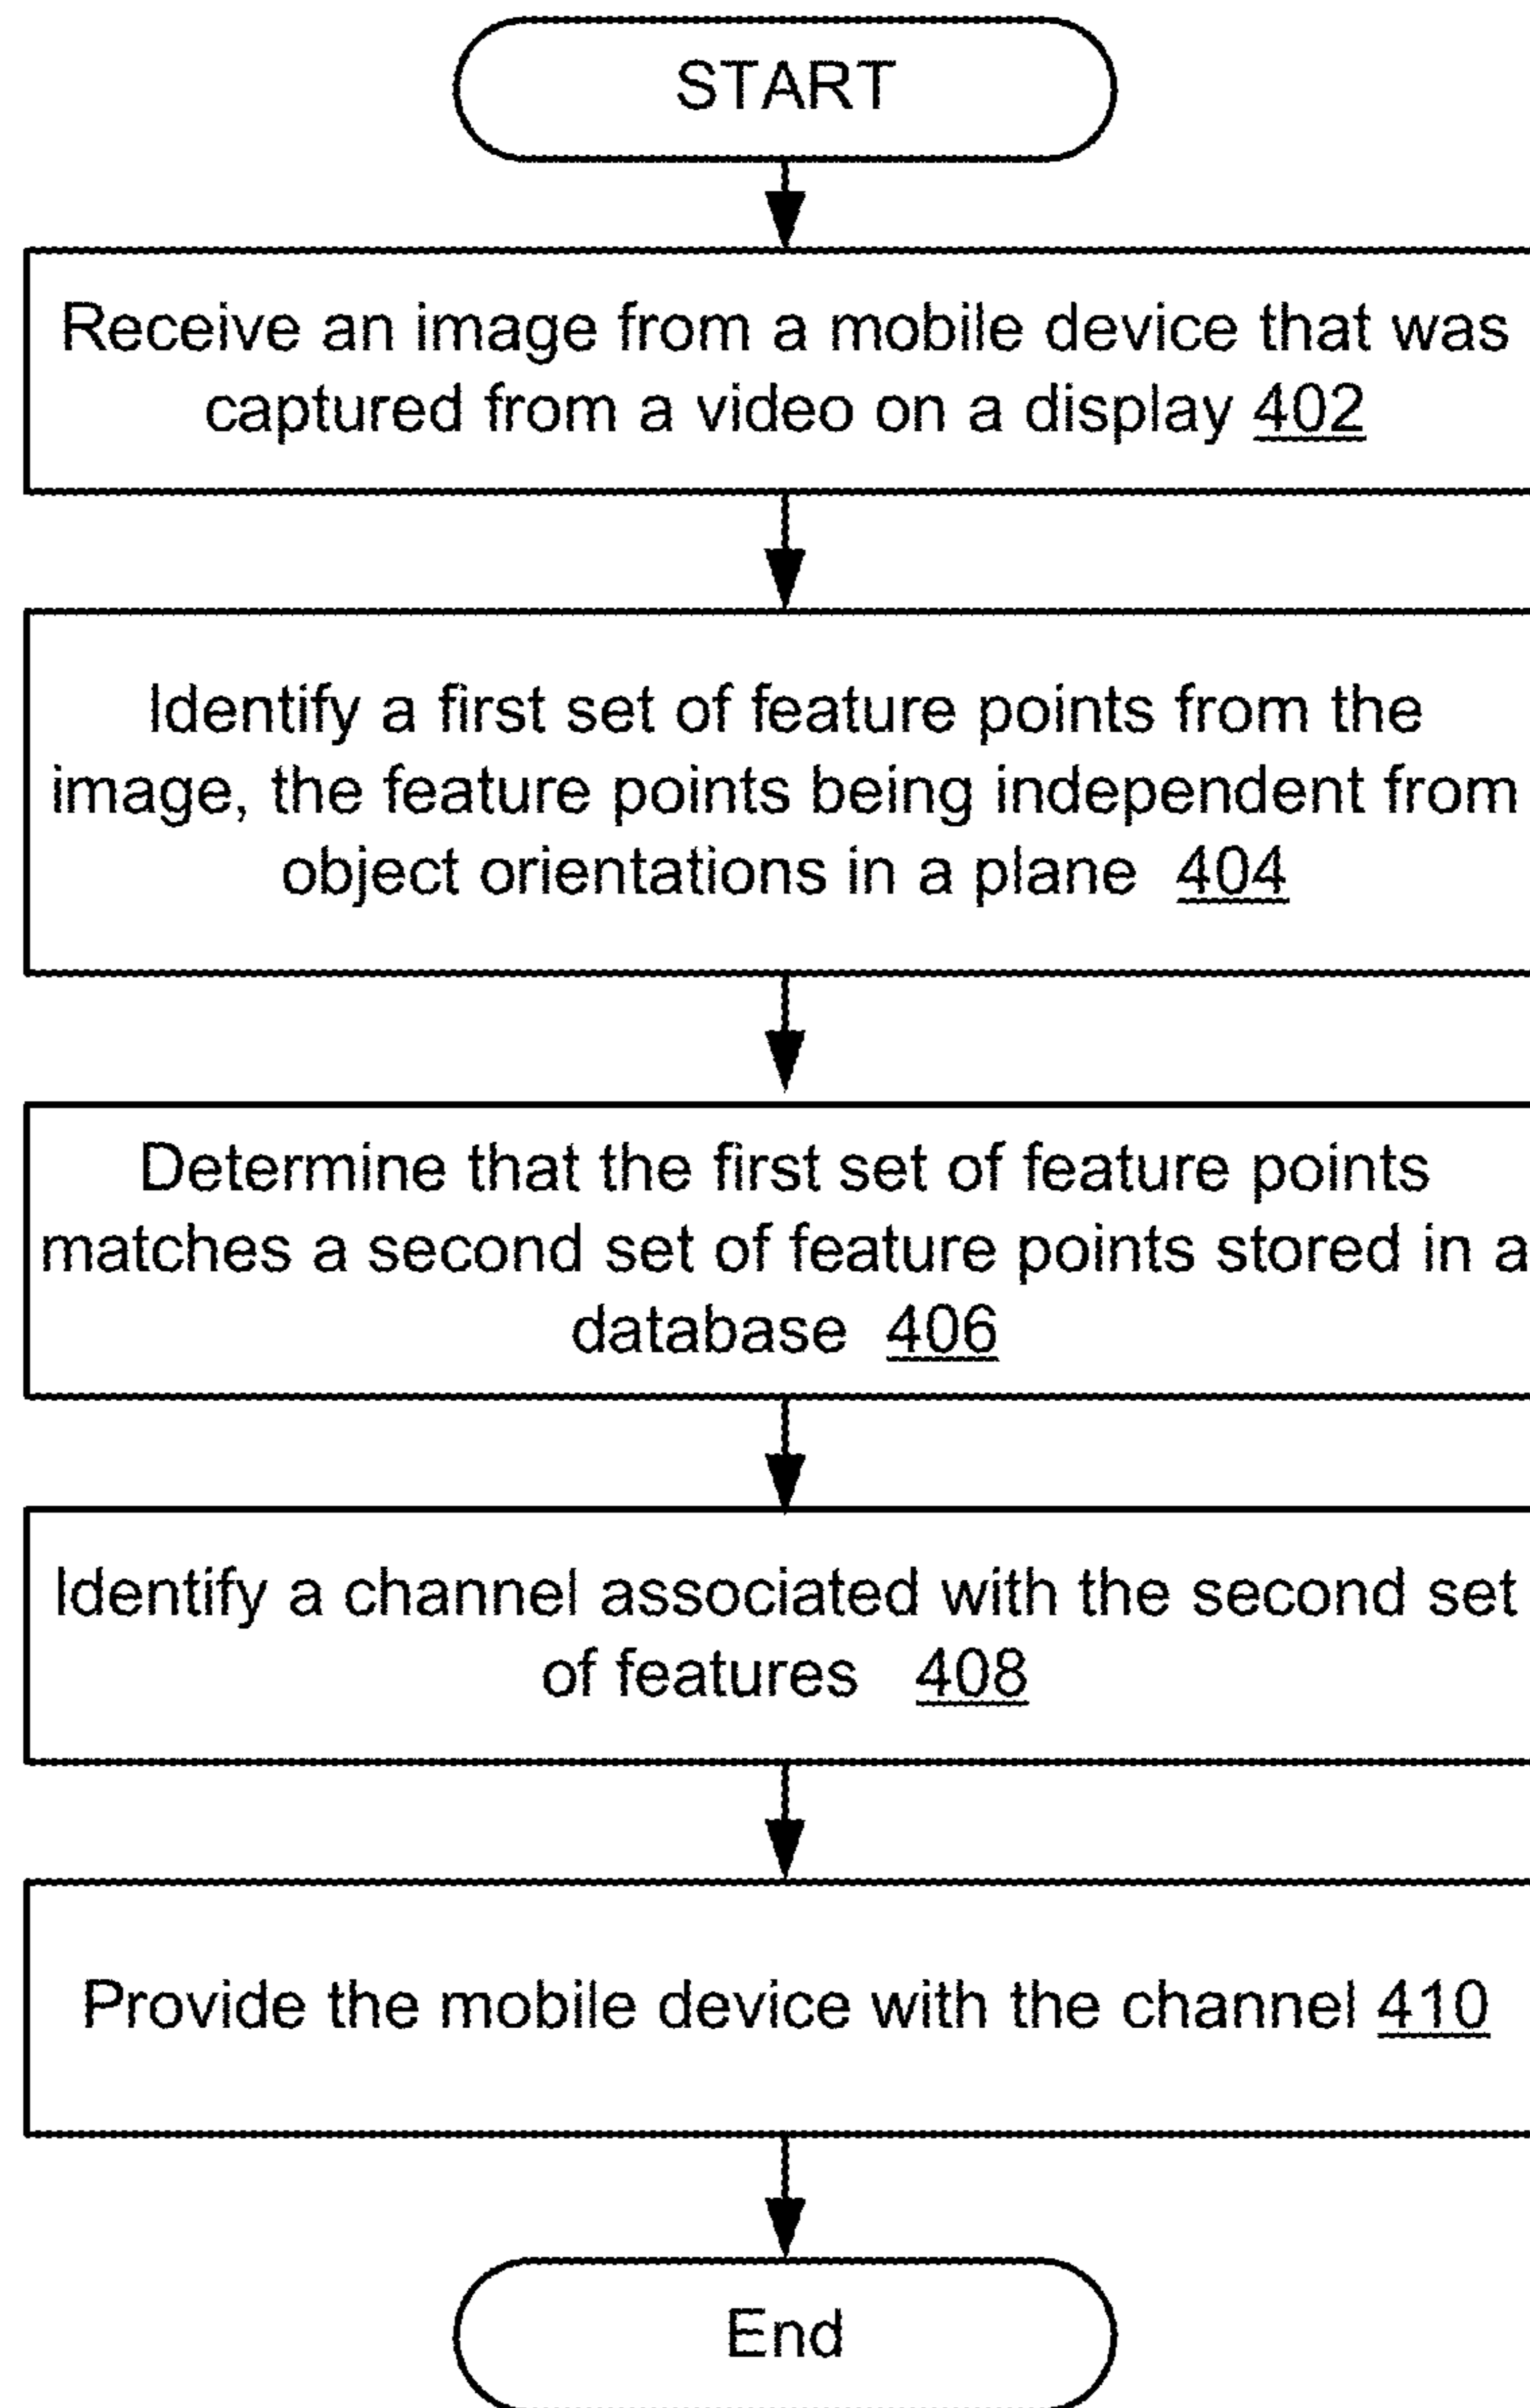 START
Receive an image from a mobile device that was
captured from a video on a display 402
Identify a first set of feature points from the
image, the feature points being independent from
object orientations in a plane 404
Determine that the first set of feature points
matches a second set of feature points stored in a
database 406
Identify a channel associated with the second set
of features 408
Provide the mobile device with the channel 410
End